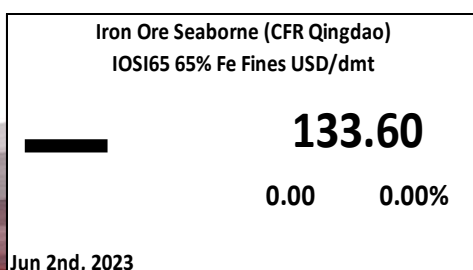 Iron Ore Seaborne (CFR Qingdao)
IOSI65 65% Fe Fines USD/dmt
133.60
0.00 0.00%
Jun 2nd, 2023